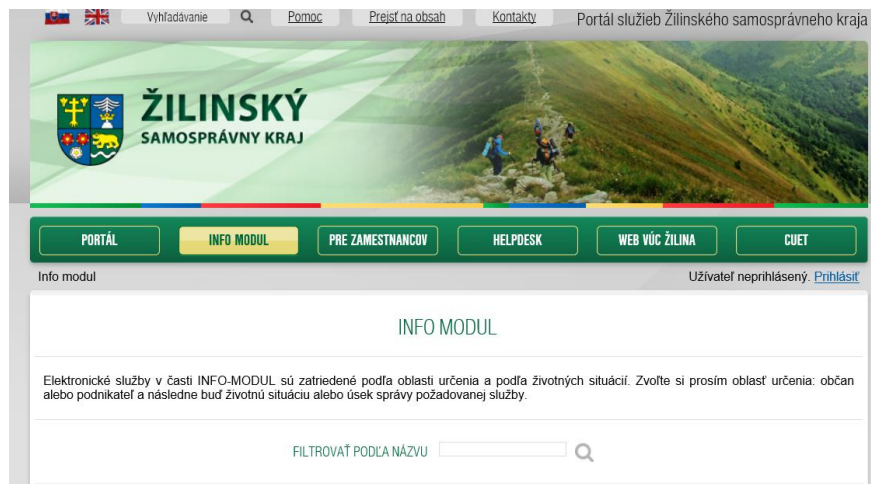 Vyhľadávanie Pomoc Prejsť na obsah Kontakty Portál služieb Žilinského samosprávneho kraja
ŽILINSKÝ
SAMOSPRÁVNY KRAJ
PORTÁL INFO MODUL PRE ZAMESTNANCOV HELPDESK WEB VÚC ŽILINA CUET
Info modul Užívateľ neprihlásený. Prihlásiť
INFO MODUL
Elektronické služby v časti INFO-MODUL sú zatriedené podľa oblasti určenia a podľa životných situácií. Zvoľte si prosím oblasť určenia: občan
alebo podnikateľ a následne buď životnú situáciu alebo úsek správy požadovanej služby.
FILTROVAŤ PODĽA NÁZVU